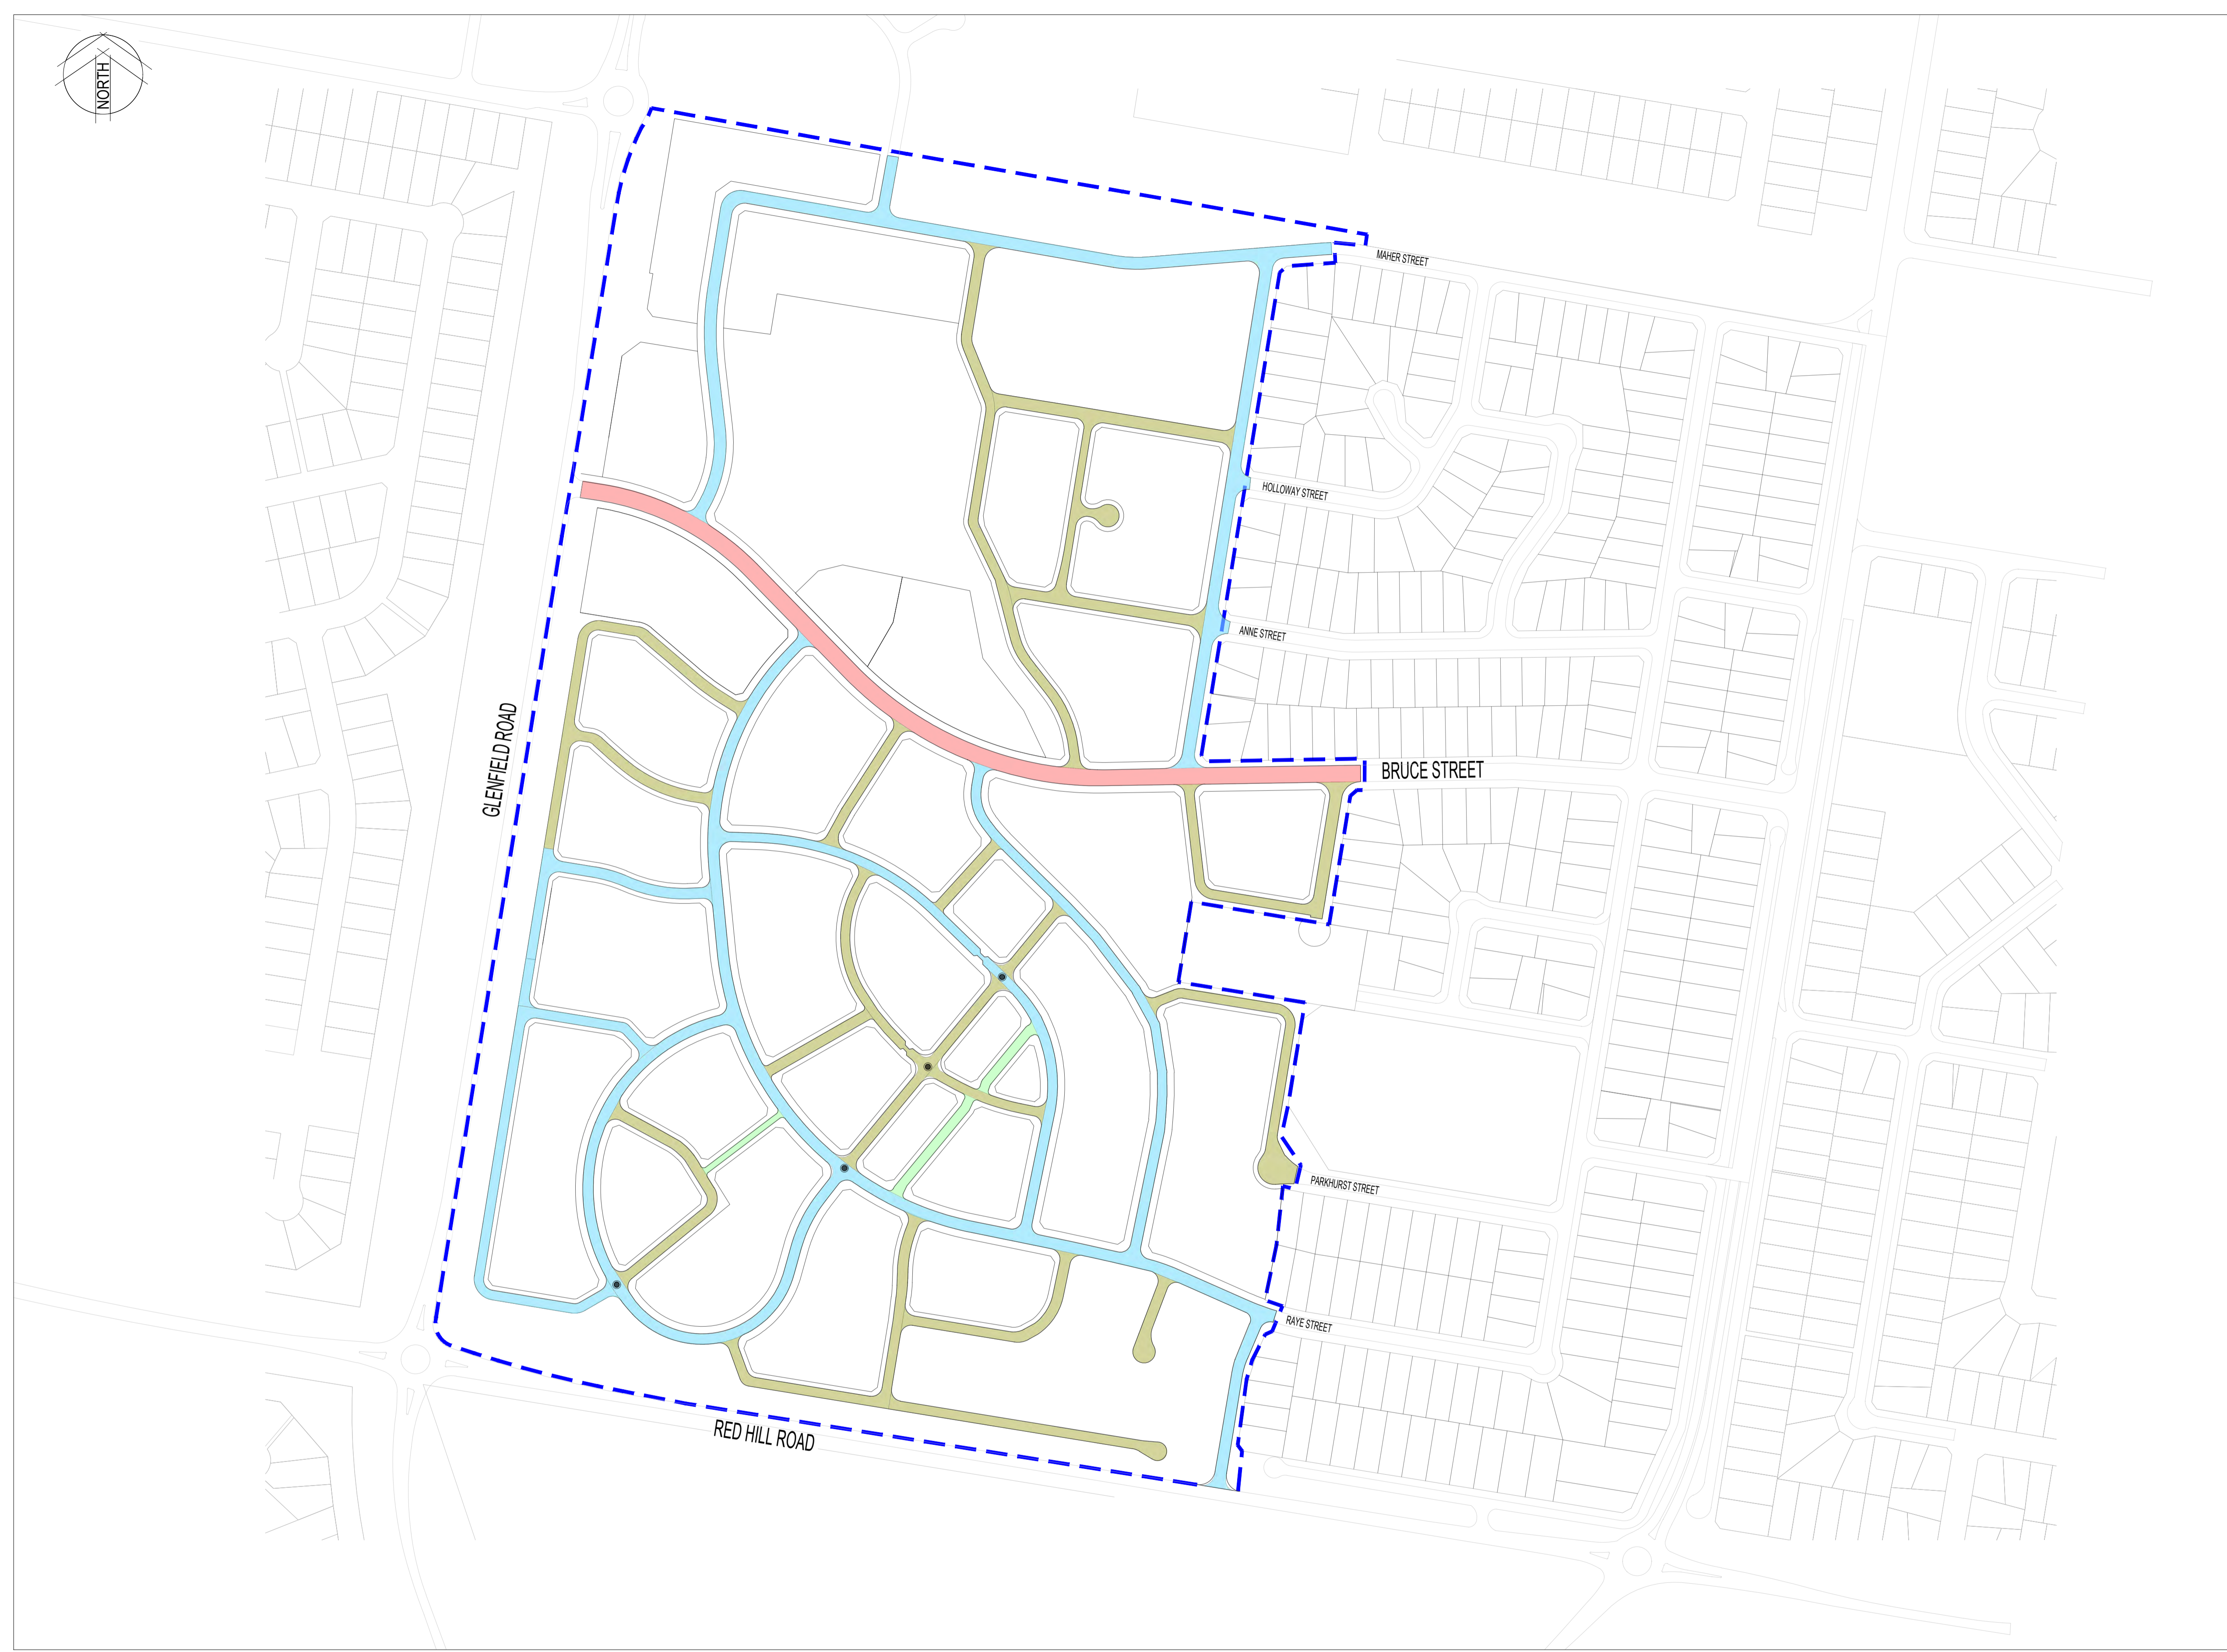 NORTH
MAHER STREET
HOLLOWAY STREET
ANNE STREET
GLENFIELD ROAD
BRUCE STREET
PARKHURST STREET
RAYE STREET
RED HILL ROAD